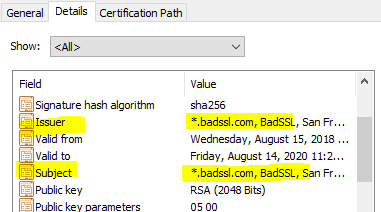 General Details Certification Path
Show: <All>
Field Value
Signature hash algorithm sha256
Issuer *.badssl.com, BadSSL, San Fr...
Valid from Wednesday, August 15, 2018 ...
Valid to Friday, August 14, 2020 11:2...
Subject *.badssl.com, BadSSL, San Fr...
Public key RSA (2048 Bits)
Public key parameters 05 00